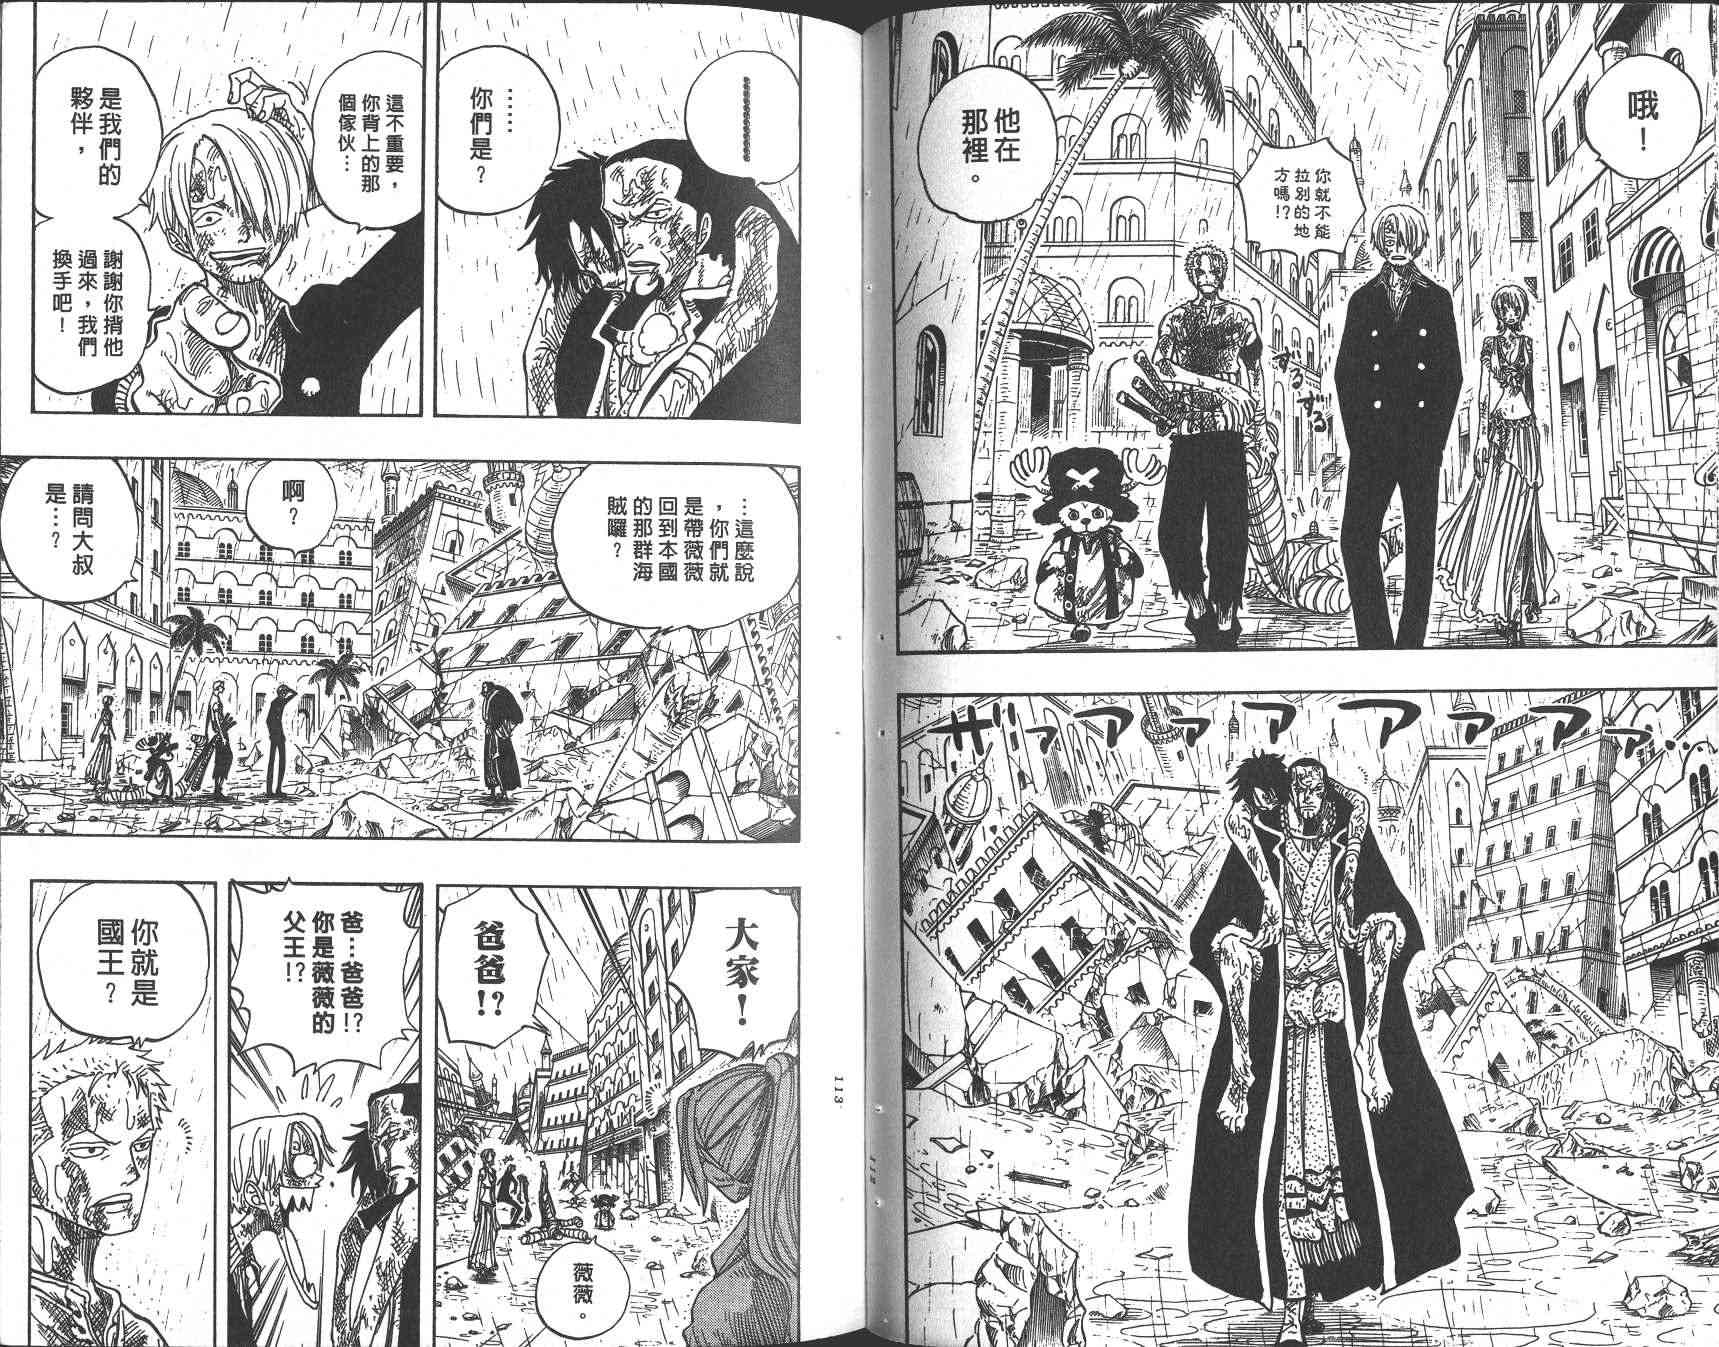 哦！
你就不能
拉別的地
方嗎!?
他在
那裡。
ずる
ずる
ザァァァァァァァ…
112
…………
……
你們是？
這不重要，
你背上的那
個傢伙…
是我們的
夥伴，
謝謝你揹他
過來，我們
換手吧！
…這麼說
，你們就
是帶薇薇
回到本國
的那群海
賊囉？
啊？
請問大叔
是…？
大家！
爸爸!?
薇薇。
爸…爸爸!?
你是薇薇的
父王!?
你就是
國王？
113